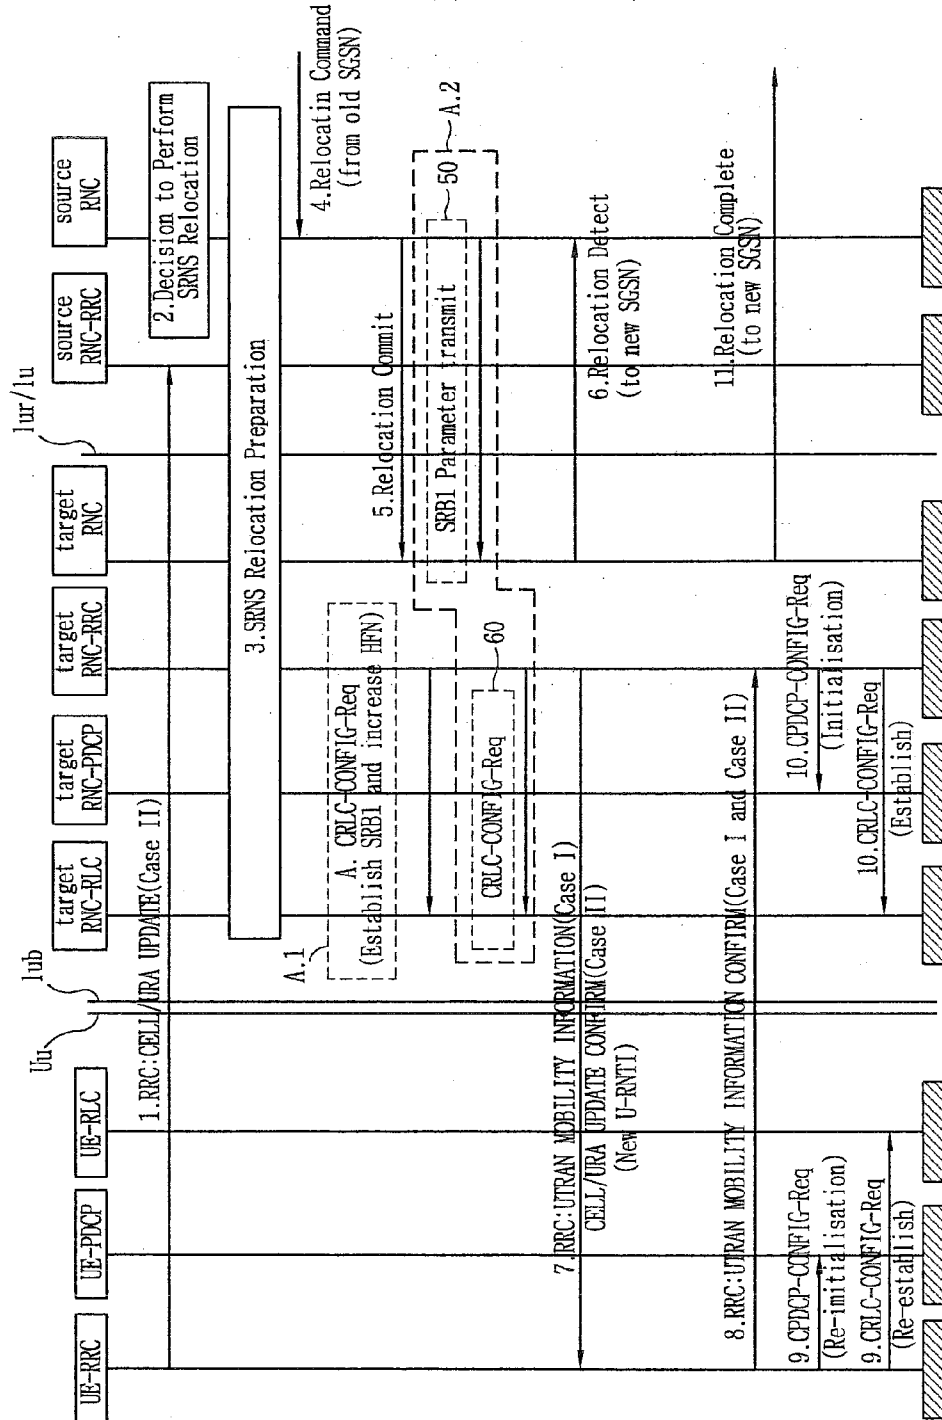 UE-RRC
UE-PDCP
UE-RLC
Uu
lub
target
RNC-RLC
target
RNC-PDCP
target
RNC-RRC
target
RNC
lur/lu
source
RNC-RRC
source
RNC
1.RRC:CELL/URA UPDATE(Case II)
2.Decision to Perform
SRNS Relocation
3.SRNS Relocation Preparation
4.Relocatin Command
(from old SGSN)
A.1
A. CRLC-CONFIG-Req
(Establish SRB1 and increase HFN)
5.Relocation Commit
A.2
SRB1 Parameter transmit
50
CRLC-CONFIG-Req
60
6.Relocation Detect
(to new SGSN)
7.RRC:UTRAN MOBILITY INFORMATION(Case I)
CELL/URA UPDATE CONFIRM(Case II)
(New U-RNTI)
8.RRC:UTRAN MOBILITY INFORMATION CONFIRM(Case I and Case II)
11.Relocation Complete
(to new SGSN)
9.CPDCP-CONFIG-Req
(Re-imitialisation)
9.CRLC-CONFIG-Req
(Re-establish)
10.CPDCP-CONFIG-Req
(Initialisation)
10.CRLC-CONFIG-Req
(Establish)